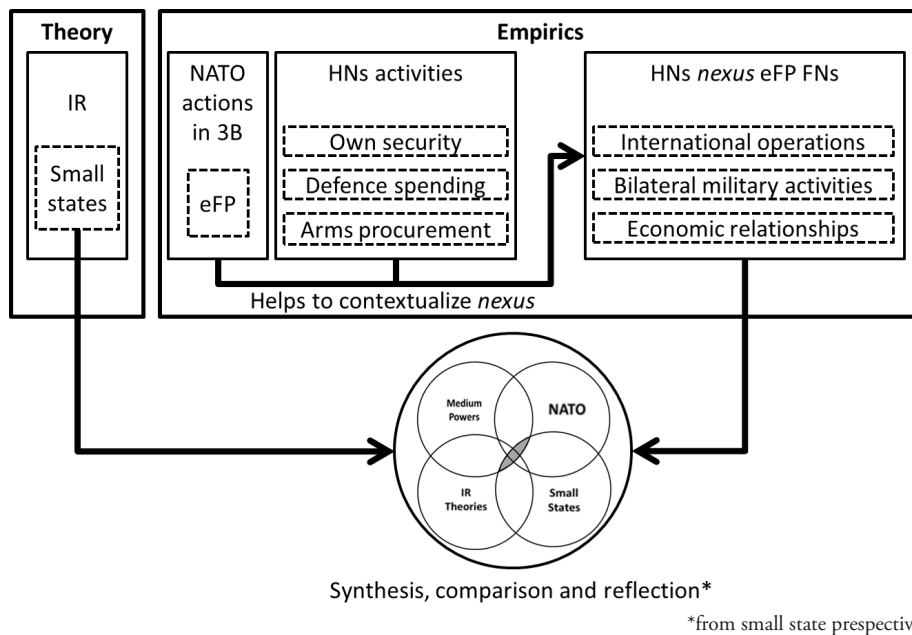 Theory
IR
Small
states
Empirics
NATO
actions
in 3B
eFP
HNs activities
Own security
Defence spending
Arms procurement
HNs nexus eFP FNs
International operations
Bilateral military activities
Economic relationships
Helps to contextualize nexus
Medium
Powers
NATO
IR
Theories
Small
States
Synthesis, comparison and reflection*
*from small state prespectiv